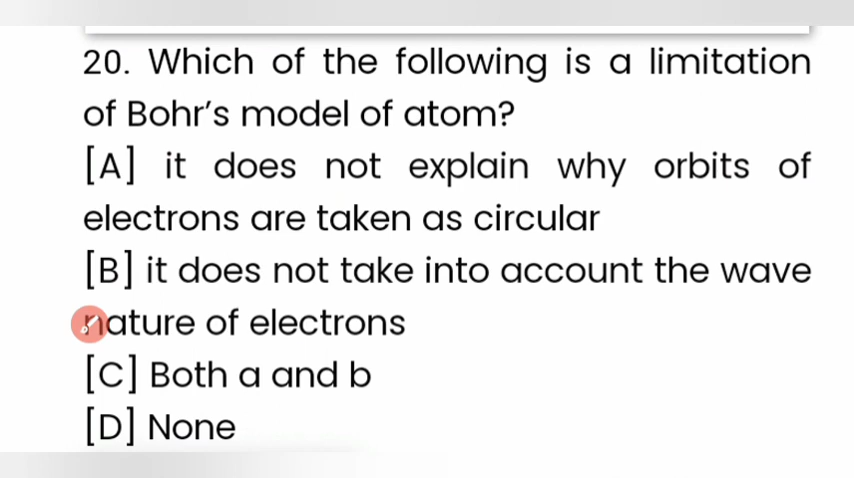 20. Which of the following is a limitation
of Bohr's model of atom?
[A] it does not explain why orbits of
electrons are taken as circular
[B] it does not take into account the wave
nature of electrons
[C] Both a and b
[D] None